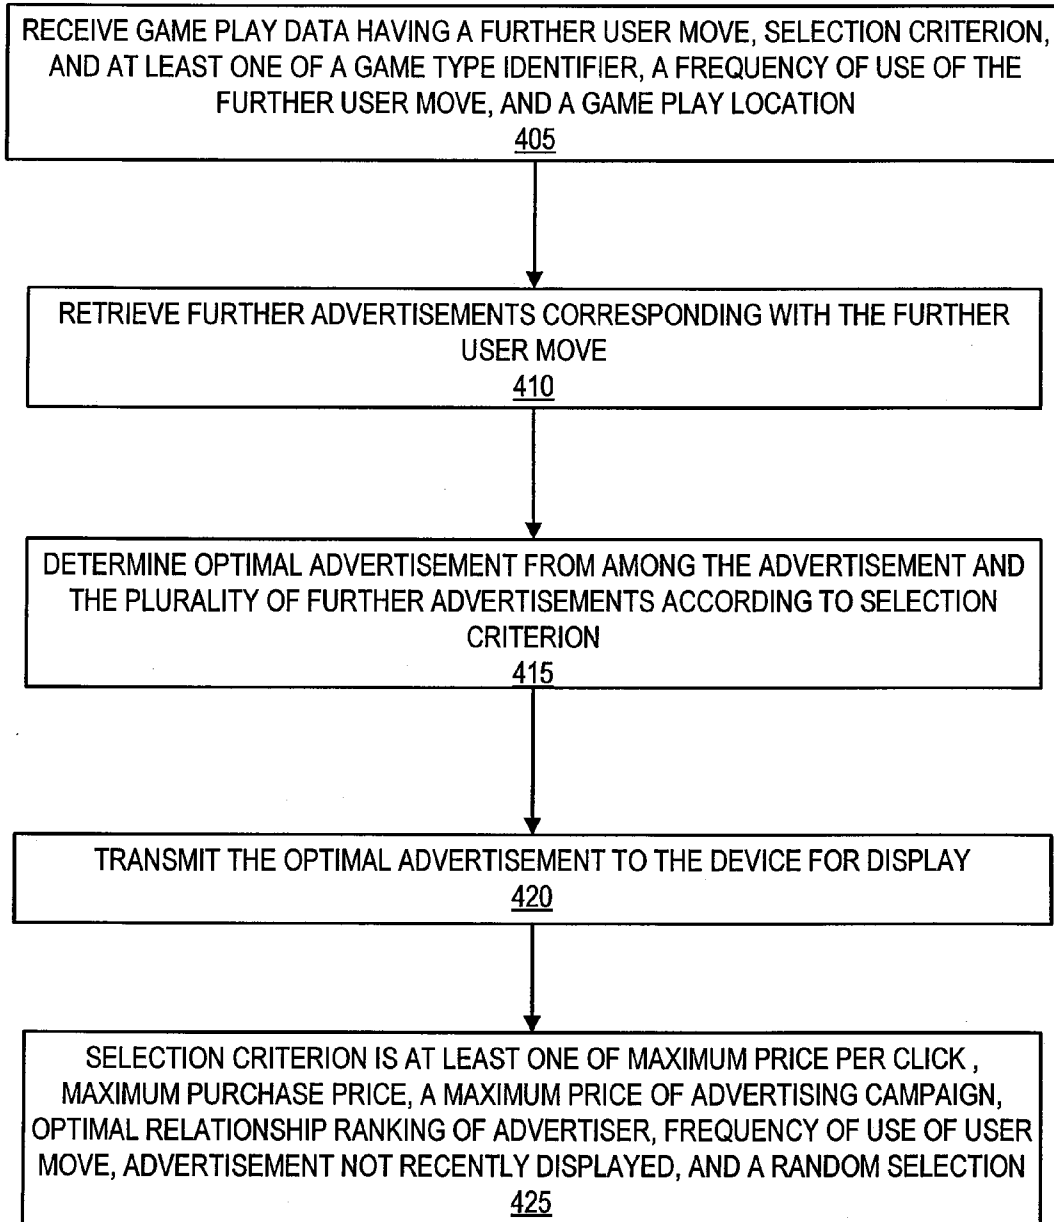 RECEIVE GAME PLAY DATA HAVING A FURTHER USER MOVE, SELECTION CRITERION,
AND AT LEAST ONE OF A GAME TYPE IDENTIFIER, A FREQUENCY OF USE OF THE
FURTHER USER MOVE, AND A GAME PLAY LOCATION
405
RETRIEVE FURTHER ADVERTISEMENTS CORRESPONDING WITH THE FURTHER
USER MOVE
410
DETERMINE OPTIMAL ADVERTISEMENT FROM AMONG THE ADVERTISEMENT AND
THE PLURALITY OF FURTHER ADVERTISEMENTS ACCORDING TO SELECTION
CRITERION
415
TRANSMIT THE OPTIMAL ADVERTISEMENT TO THE DEVICE FOR DISPLAY
420
SELECTION CRITERION IS AT LEAST ONE OF MAXIMUM PRICE PER CLICK ,
MAXIMUM PURCHASE PRICE, A MAXIMUM PRICE OF ADVERTISING CAMPAIGN,
OPTIMAL RELATIONSHIP RANKING OF ADVERTISER, FREQUENCY OF USE OF USER
MOVE, ADVERTISEMENT NOT RECENTLY DISPLAYED, AND A RANDOM SELECTION
425